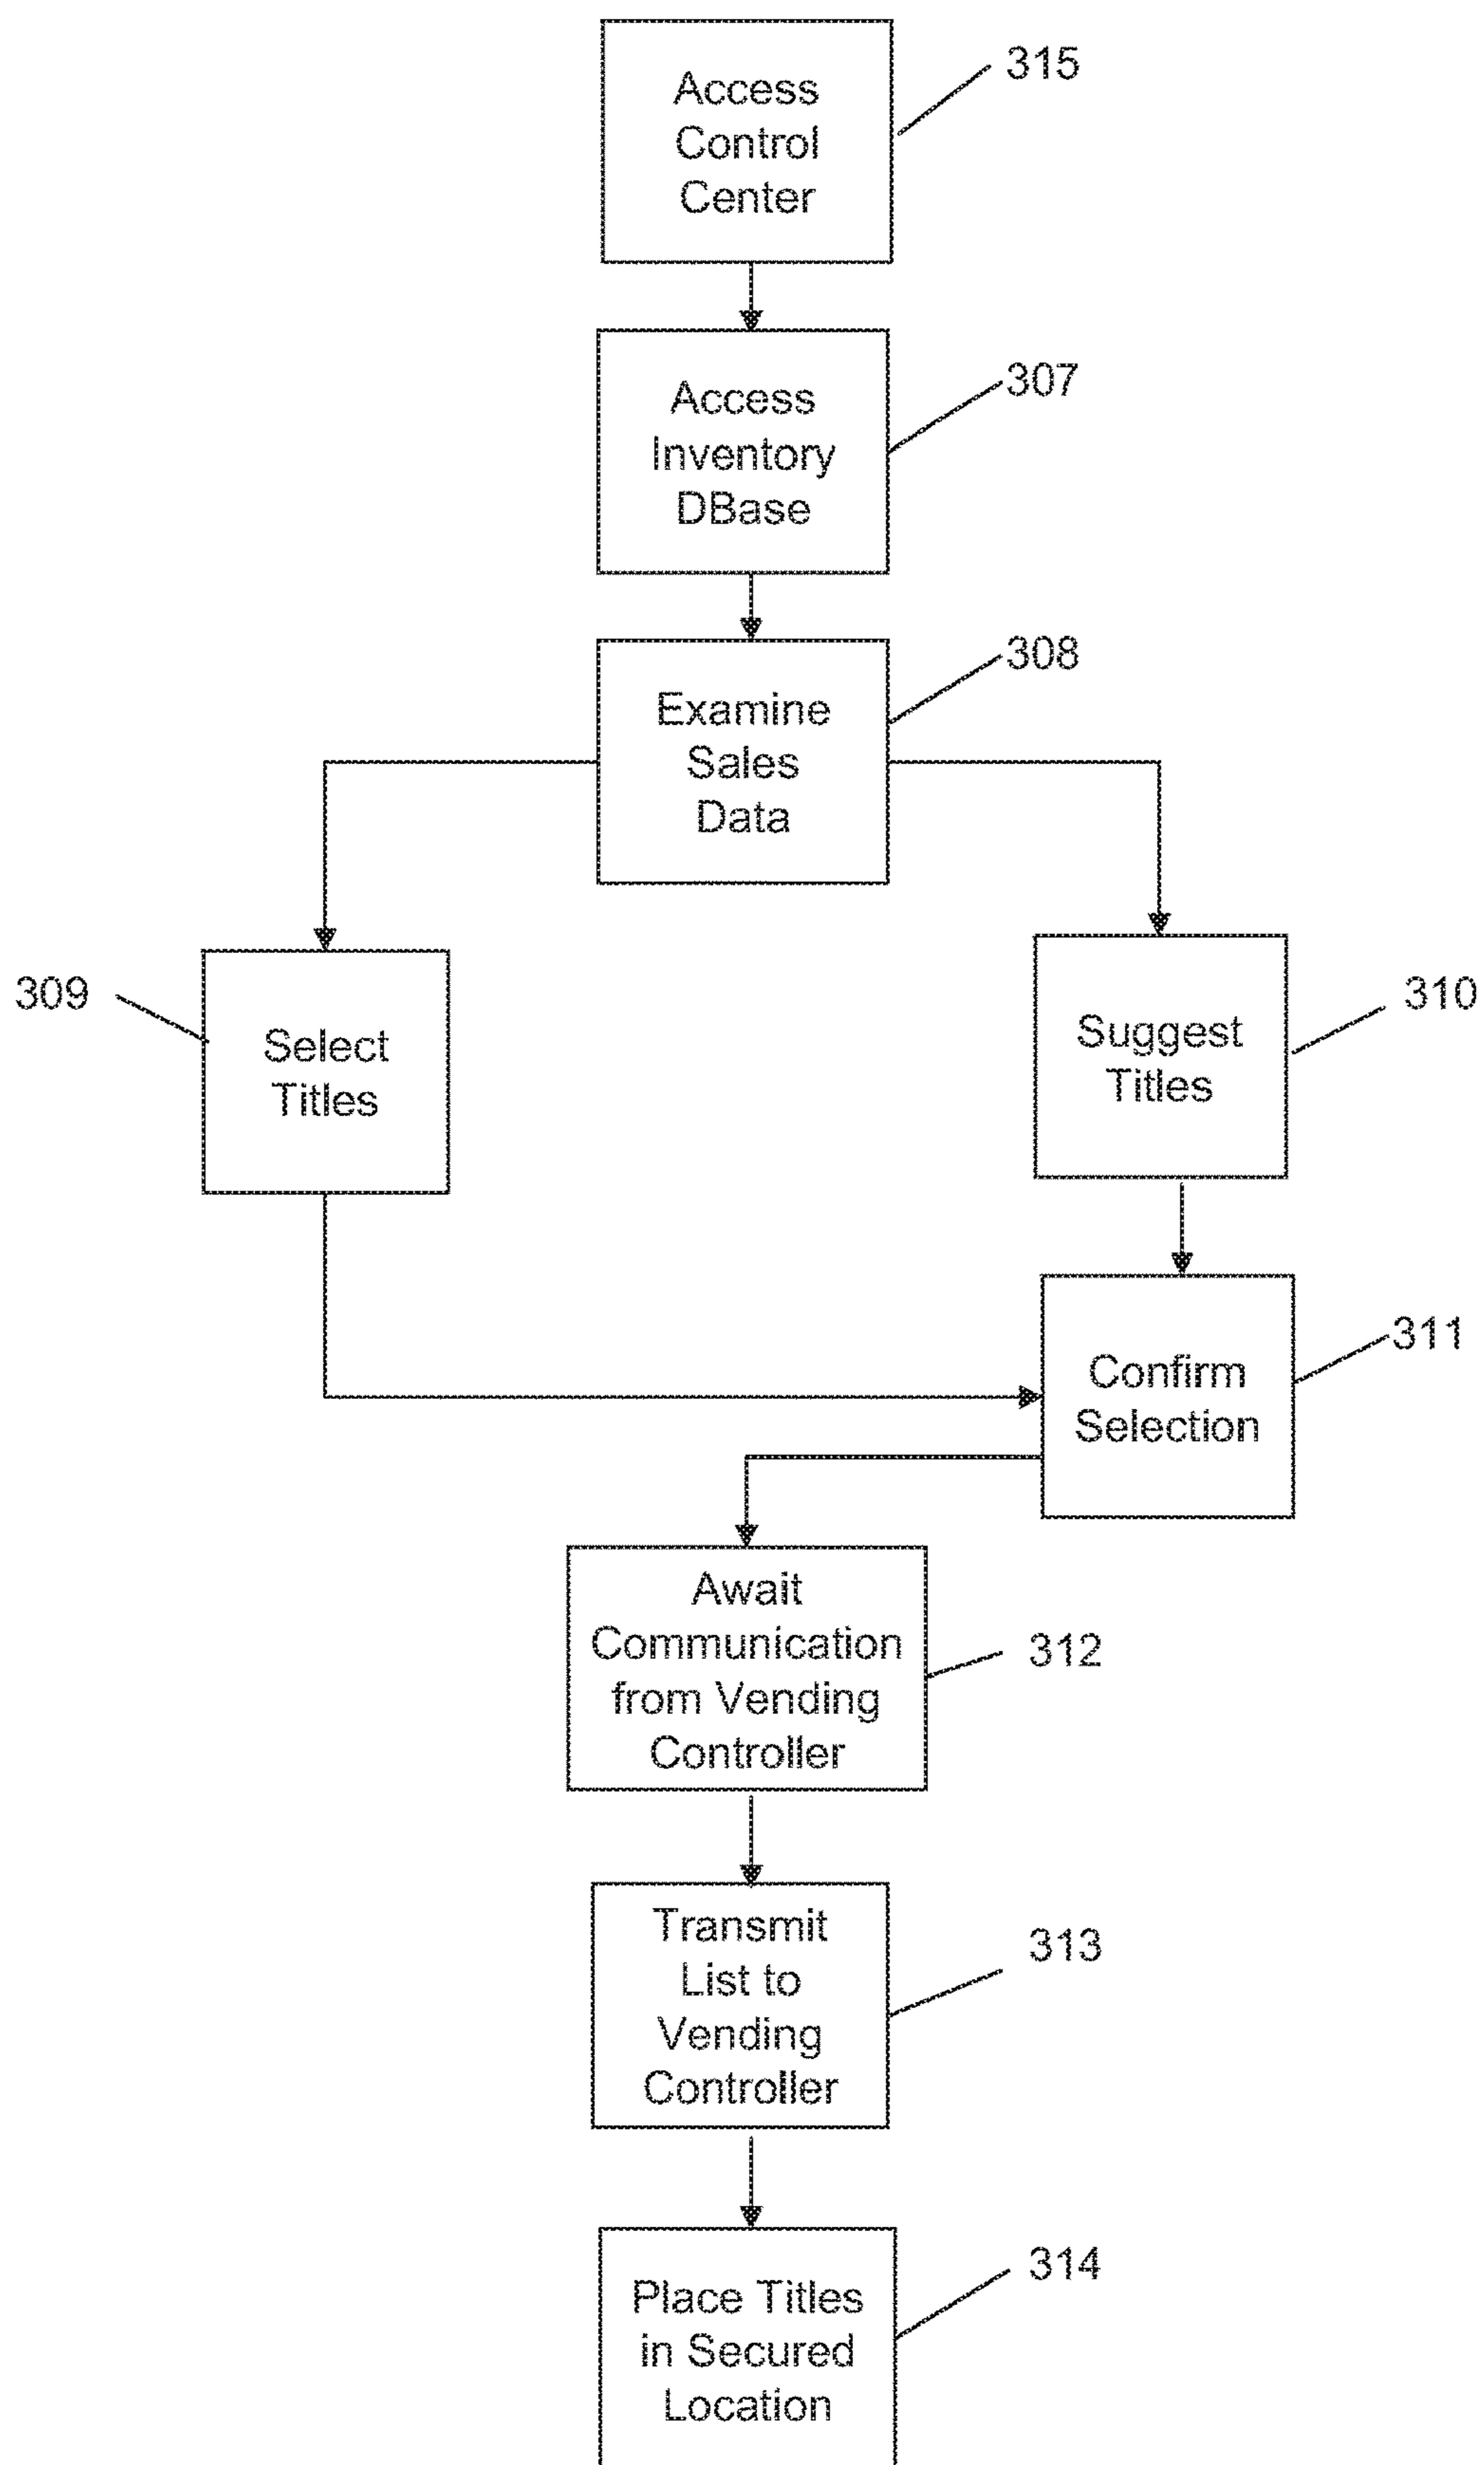 Access
Control
Center
315
Access
Inventory
DBase
307
Examine
Sales
Data
308
309
Select
Titles
Suggest
Titles
310
Confirm
Selection
311
Await
Communication
from Vending
Controller
312
Transmit
List to
Vending
Controller
313
Place Titles
in Secured
Location
314